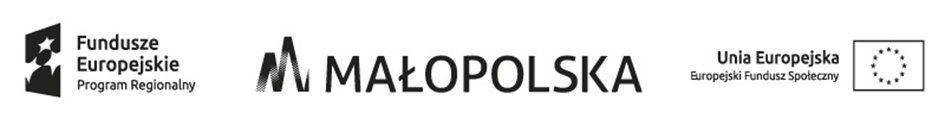 Fundusze
Europejskie
Program Regionalny
MAŁOPOLSKA
Unia Europejska
Europejski Fundusz Społeczny